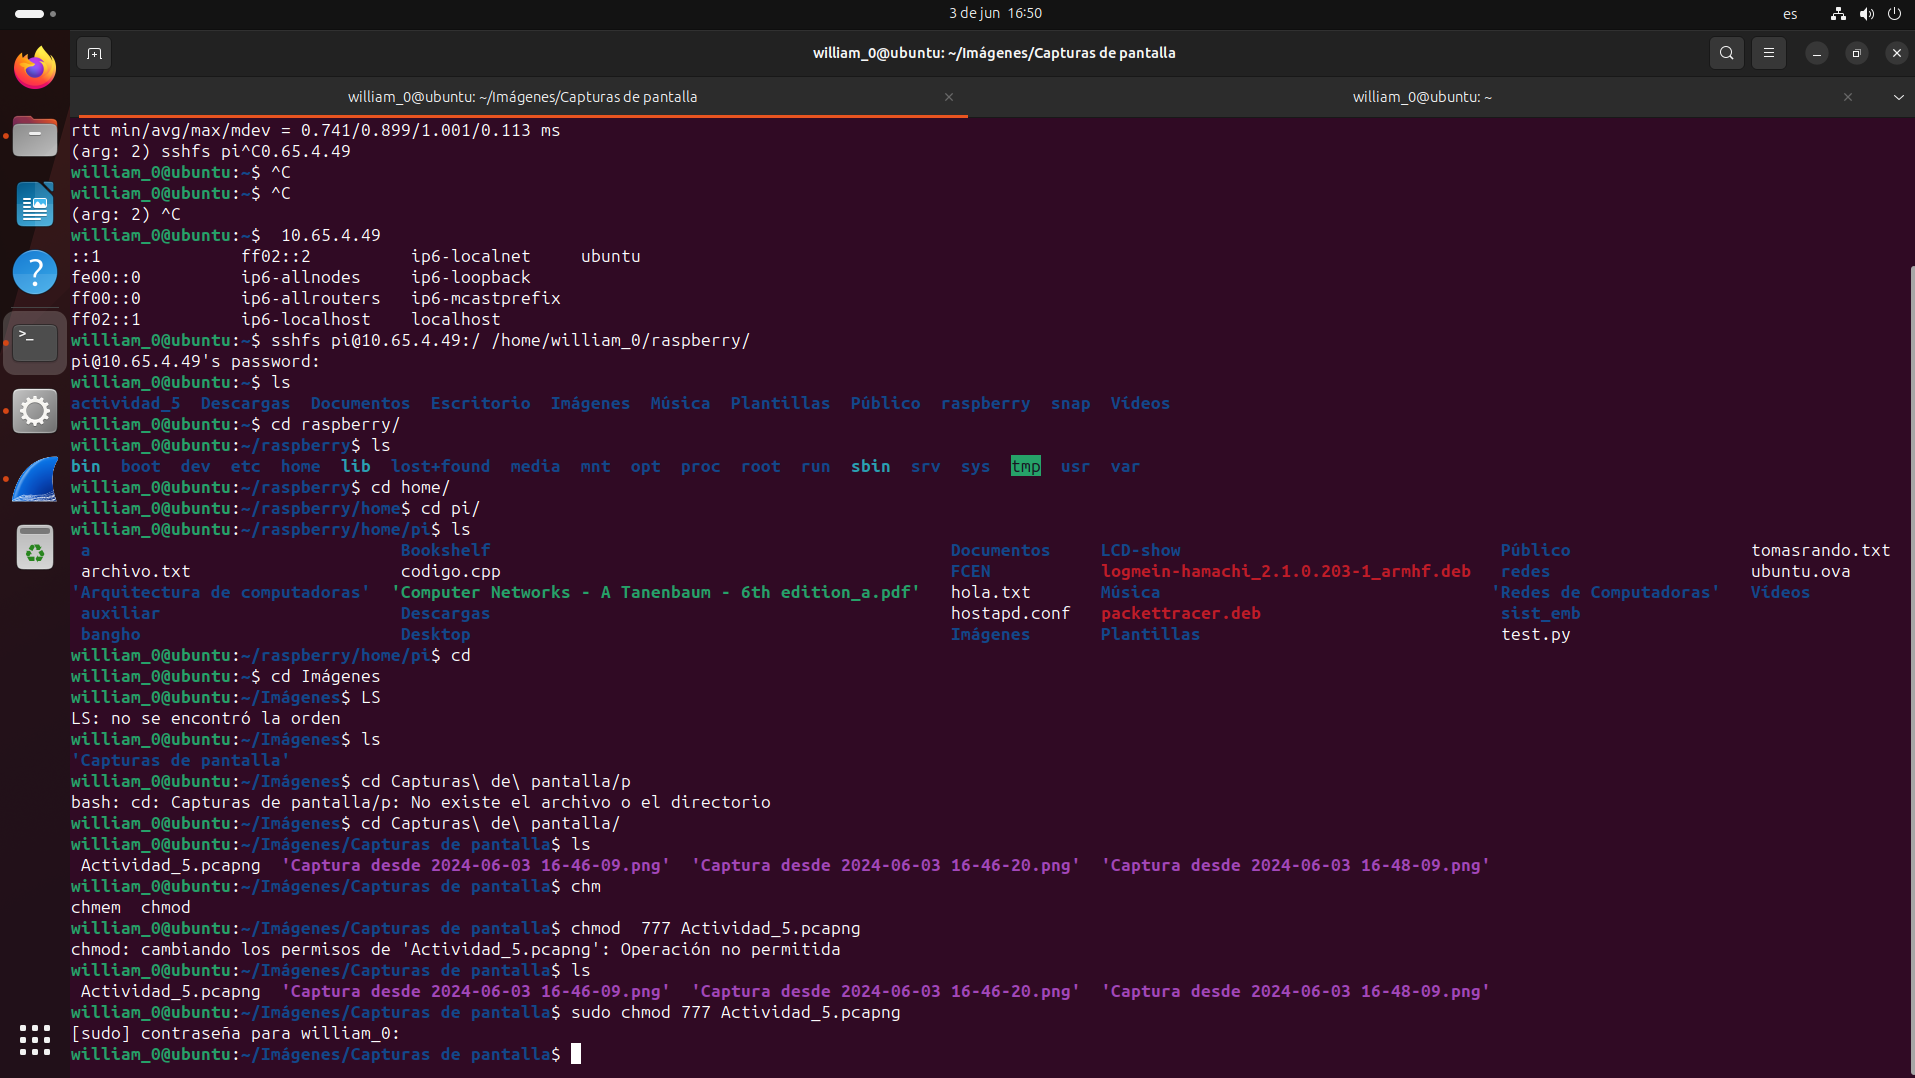 3 de jun 16:50
es
william_0@ubuntu: ~/Imágenes/Capturas de pantalla
william_0@ubuntu: ~/Imágenes/Capturas de pantalla
william_0@ubuntu: ~
rtt min/avg/max/mdev = 0.741/0.899/1.001/0.113 ms
(arg: 2) sshfs pi^C0.65.4.49
william_0@ubuntu:~$ ^C
william_0@ubuntu:~$ ^C
(arg: 2) ^C
william_0@ubuntu:~$  10.65.4.49
::1              ff02::2          ip6-localnet     ubuntu
fe00::0          ip6-allnodes     ip6-loopback
ff00::0          ip6-allrouters   ip6-mcastprefix
ff02::1          ip6-localhost    localhost
william_0@ubuntu:~$ sshfs pi@10.65.4.49:/ /home/william_0/raspberry/
pi@10.65.4.49's password:
william_0@ubuntu:~$ ls
actividad_5  Descargas  Documentos  Escritorio  Imágenes  Música  Plantillas  Público  raspberry  snap  Vídeos
william_0@ubuntu:~$ cd raspberry/
william_0@ubuntu:~/raspberry$ ls
bin  boot  dev  etc  home  lib  lost+found  media  mnt  opt  proc  root  run  sbin  srv  sys  tmp  usr  var
william_0@ubuntu:~/raspberry$ cd home/
william_0@ubuntu:~/raspberry/home$ cd pi/
william_0@ubuntu:~/raspberry/home/pi$ ls
a  Bookshelf  Documentos  LCD-show  Público  tomasrando.txt
archivo.txt  codigo.cpp  FCEN  logmein-hamachi_2.1.0.203-1_armhf.deb  redes  ubuntu.ova
'Arquitectura de computadoras'  'Computer Networks - A Tanenbaum - 6th edition_a.pdf'  hola.txt  Música  'Redes de Computadoras'  Vídeos
auxiliar  Descargas  hostapd.conf  packettracer.deb  sist_emb
bangho  Desktop  Imágenes  Plantillas  test.py
william_0@ubuntu:~/raspberry/home/pi$ cd
william_0@ubuntu:~$ cd Imágenes
william_0@ubuntu:~/Imágenes$ LS
LS: no se encontró la orden
william_0@ubuntu:~/Imágenes$ ls
'Capturas de pantalla'
william_0@ubuntu:~/Imágenes$ cd Capturas\ de\ pantalla/p
bash: cd: Capturas de pantalla/p: No existe el archivo o el directorio
william_0@ubuntu:~/Imágenes$ cd Capturas\ de\ pantalla/
william_0@ubuntu:~/Imágenes/Capturas de pantalla$ ls
Actividad_5.pcapng  'Captura desde 2024-06-03 16-46-09.png'  'Captura desde 2024-06-03 16-46-20.png'  'Captura desde 2024-06-03 16-48-09.png'
william_0@ubuntu:~/Imágenes/Capturas de pantalla$ chm
chmem  chmod
william_0@ubuntu:~/Imágenes/Capturas de pantalla$ chmod  777 Actividad_5.pcapng
chmod: cambiando los permisos de 'Actividad_5.pcapng': Operación no permitida
william_0@ubuntu:~/Imágenes/Capturas de pantalla$ ls
Actividad_5.pcapng  'Captura desde 2024-06-03 16-46-09.png'  'Captura desde 2024-06-03 16-46-20.png'  'Captura desde 2024-06-03 16-48-09.png'
william_0@ubuntu:~/Imágenes/Capturas de pantalla$ sudo chmod 777 Actividad_5.pcapng
[sudo] contraseña para william_0:
william_0@ubuntu:~/Imágenes/Capturas de pantalla$